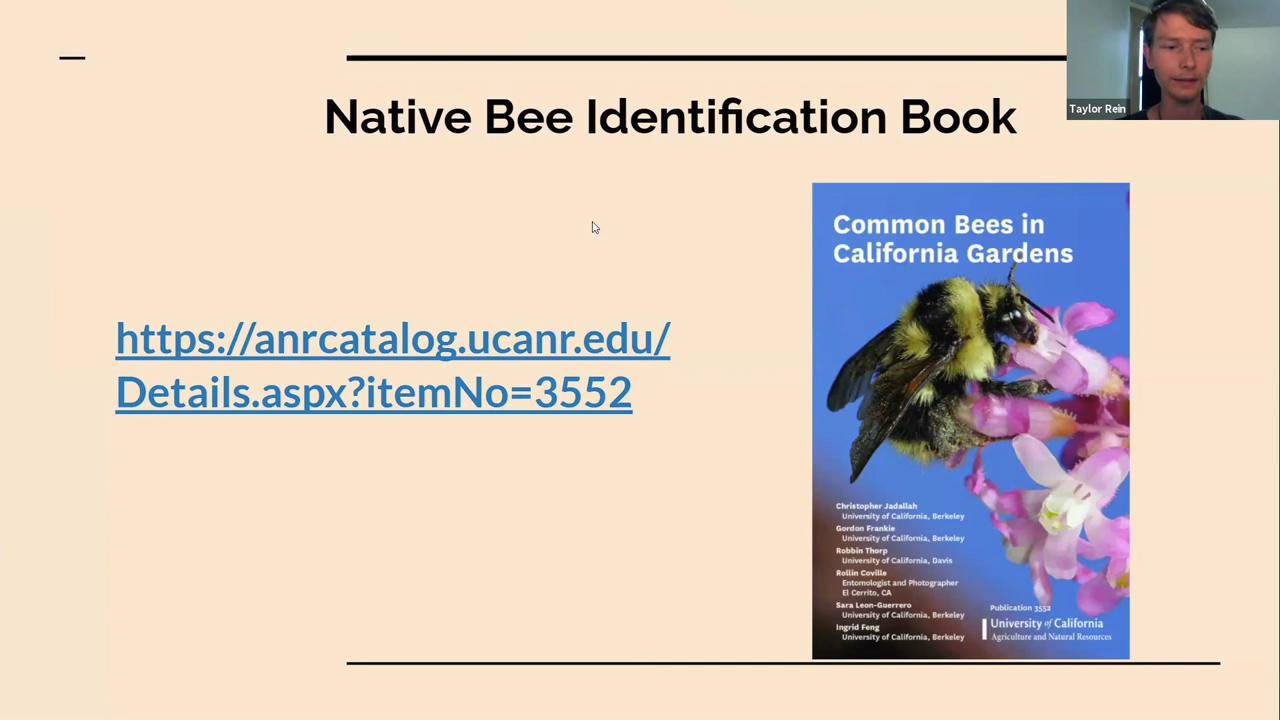 Taylor Rein
Native Bee Identification Book
https://anrcatalog.ucanr.edu/
Details.aspx?itemNo=3552
Common Bees in
California Gardens
Christopher Jadallah
University of California, Berkeley
Gordon Frankie
University of California, Berkeley
Robbin Thorp
University of California, Davis
Rollin Coville
Entomologist and Photographer
El Cerrito, CA
Sara Leon-Guerrero
University of California, Berkeley
Ingrid Feng
University of California, Berkeley
Publication 3552
University of California
Agriculture and Natural Resources